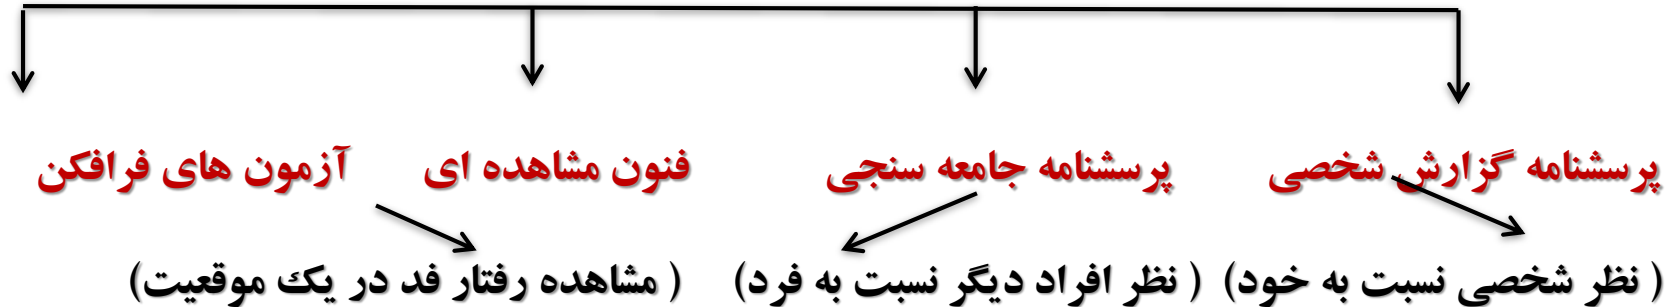 پرسشنامه گزارش شخصی پرسشنامه جامعه سنجی فنون مشاهده ای آزمون های فرافکن
( نظر شخصی نسبت به خود) ( نظر افراد دیگر نسبت به فرد) ( مشاهده رفتار فد در یک موقعیت)